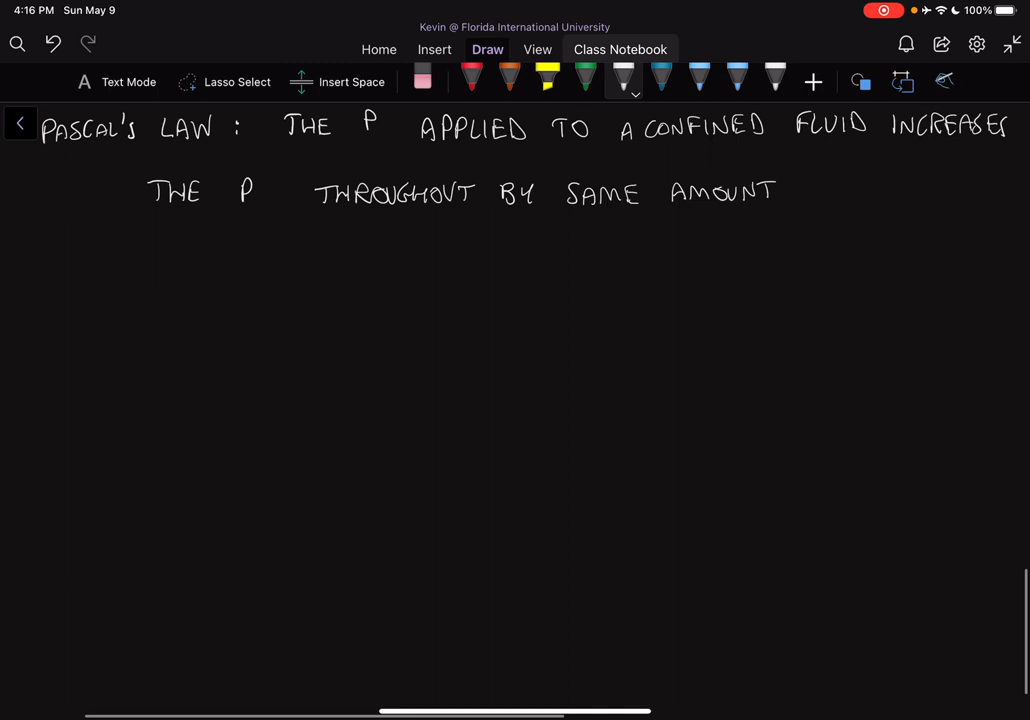 4:16 PM Sun May 9
100%
Kevin @ Florida International University
Home Insert Draw View Class Notebook
A Text Mode Lasso Select Insert Space
PASCAL'S LAW : THE P APPLIED TO A CONFINED FLUID INCREASES
THE P THROUGHOUT BY SAME AMOUNT